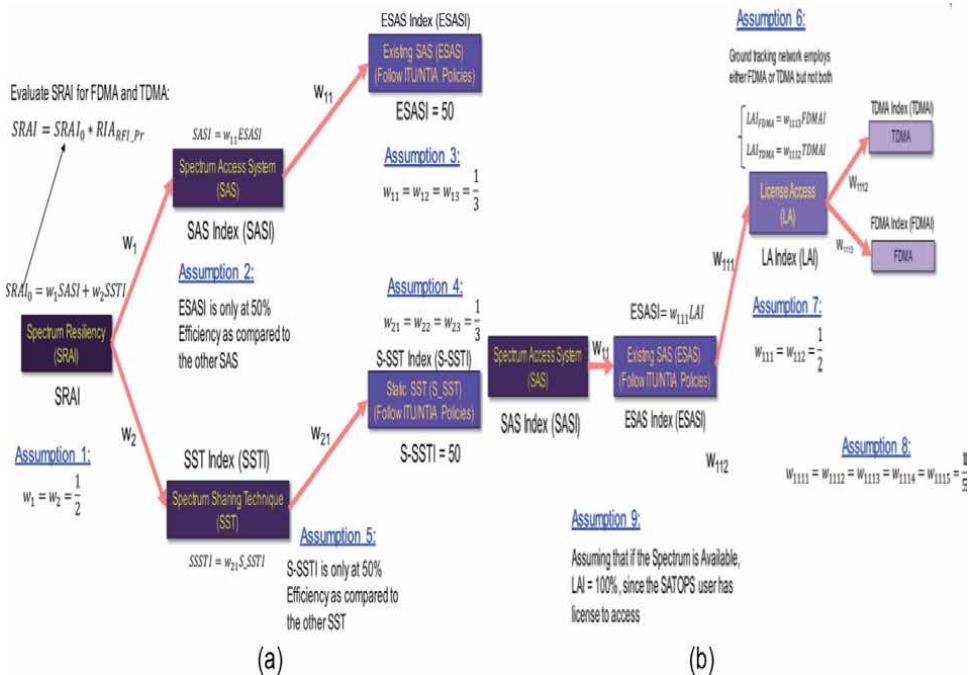 Evaluate SRAI for FDMA and TDMA:
SRAI = SRAI₀ * RIA_RFI_Pr
SRAI₀ = w₁SASI + w₂SSTI
Spectrum Resiliency
(SRAI)
SRAI
Assumption 1:
w₁ = w₂ = 1/2
W₁
W₂
SASI = w₁₁ESASI
Spectrum Access System
(SAS)
SAS Index (SASI)
Assumption 2:
ESASI is only at 50%
Efficiency as compared to
the other SAS
SST Index (SSTI)
Spectrum Sharing Technique
(SST)
SSSTI = w₂₁S_SSTI
W₁₁
W₂₁
ESAS Index (ESASI)
Existing SAS (ESAS)
(Follow ITU/NTIA Policies)
ESASI = 50
Assumption 3:
w₁₁ = w₁₂ = w₁₃ = 1/3
Assumption 4:
w₂₁ = w₂₂ = w₂₃ = 1/3
S-SST Index (S-SSTI)
Static SST (S_SST)
(Follow ITU/NTIA Policies)
S-SSTI = 50
Assumption 5:
S-SSTI is only at 50%
Efficiency as compared to
the other SST
(a)
Spectrum Access System
(SAS)
SAS Index (SASI)
W₁₁
ESASI = w₁₁₁LAI
Existing SAS (ESAS)
(Follow ITU/NTIA Policies)
ESAS Index (ESASI)
W₁₁₁
W₁₁₂
Assumption 6:
Ground tracking network employs
either FDMA or TDMA but not both
LAI_FDMA = w₁₁₁₃FDMAI
LAI_TDMA = w₁₁₁₂TDMAI
License Access
(LA)
LA Index (LAI)
W₁₁₁₂
W₁₁₁₃
TDMA Index (TDMAI)
TDMA
FDMA Index (FDMAI)
FDMA
Assumption 7:
w₁₁₁ = w₁₁₂ = 1/2
Assumption 8:
w₁₁₁₁ = w₁₁₁₂ = w₁₁₁₃ = w₁₁₁₄ = w₁₁₁₅ =
Assumption 9:
Assuming that if the Spectrum is Available,
LAI = 100%, since the SATOPS user has
license to access
(b)